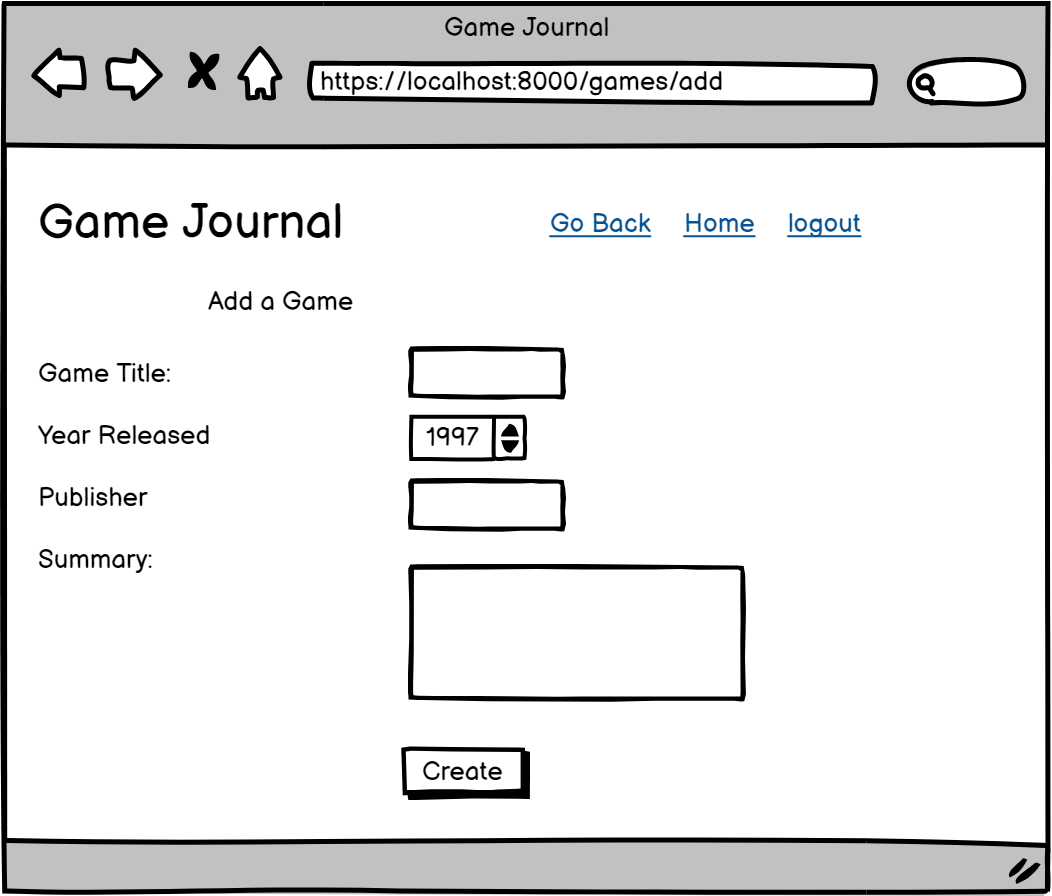 Game Journal
https://localhost:8000/games/add
Game Journal
Go Back Home logout
Add a Game
Game Title:
Year Released
1997
Publisher
Summary:
Create